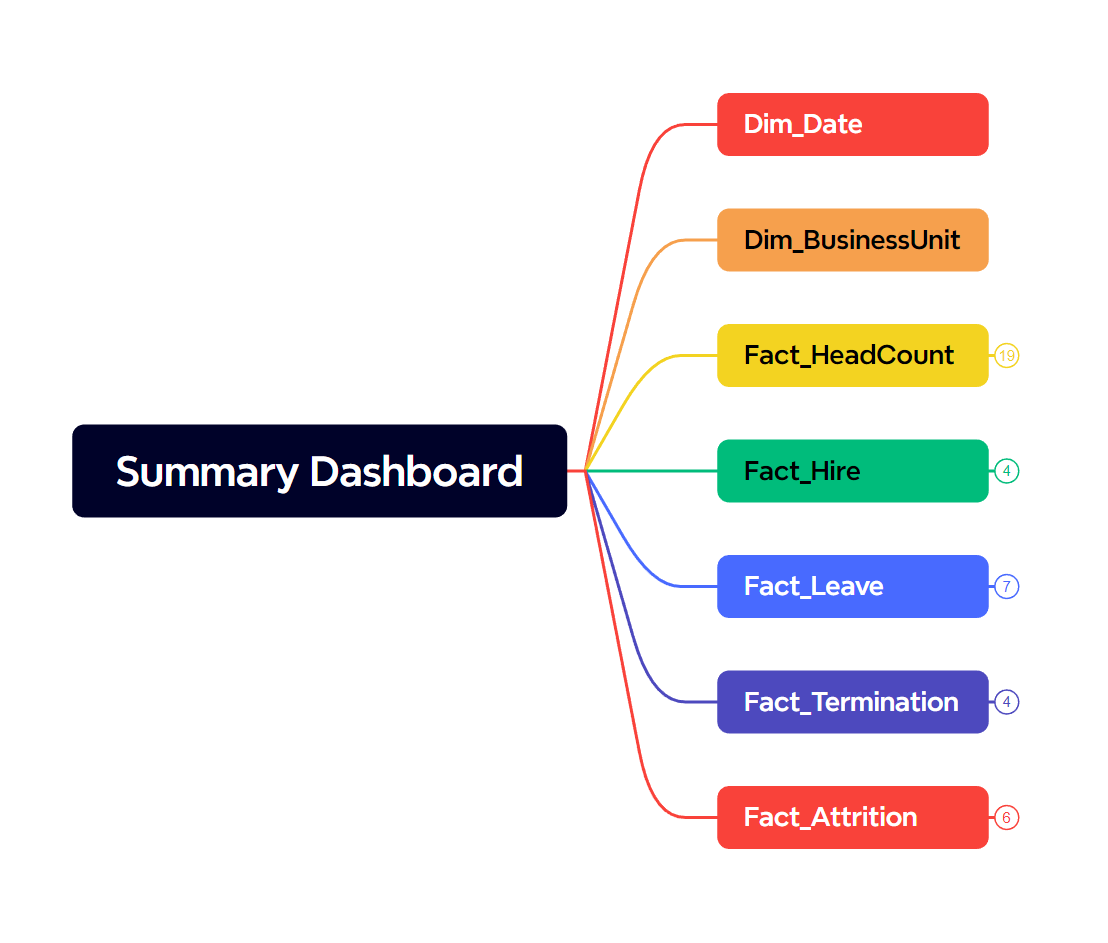 Summary Dashboard
Dim_Date
Dim_BusinessUnit
Fact_HeadCount
19
Fact_Hire
4
Fact_Leave
7
Fact_Termination
4
Fact_Attrition
6